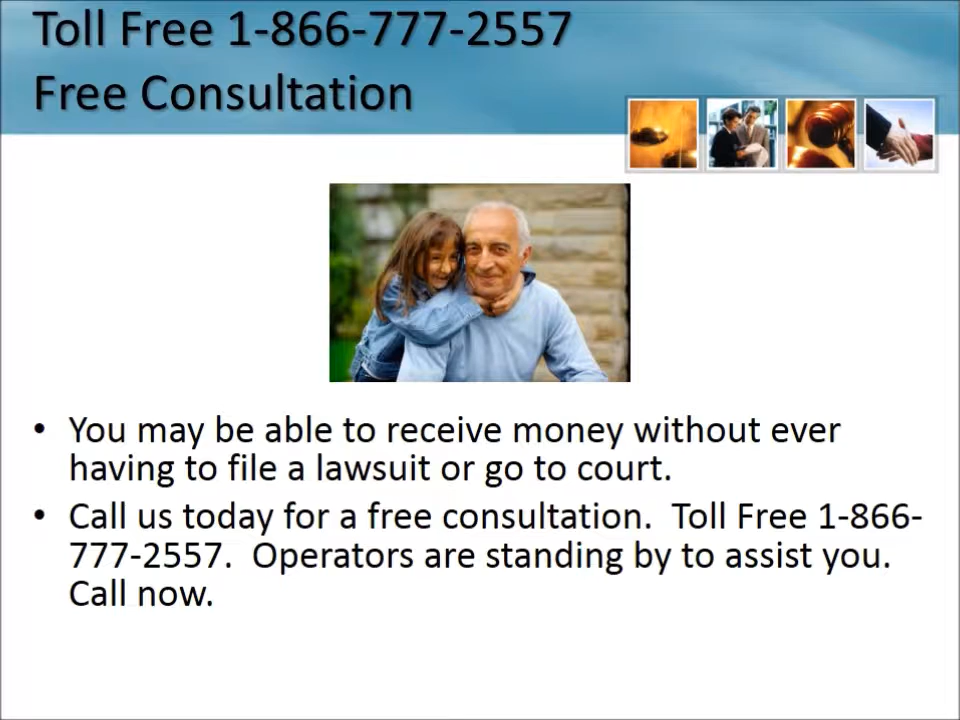 Toll Free 1-866-777-2557
Free Consultation
• You may be able to receive money without ever
having to file a lawsuit or go to court.
• Call us today for a free consultation.  Toll Free 1-866-
777-2557.  Operators are standing by to assist you.
Call now.